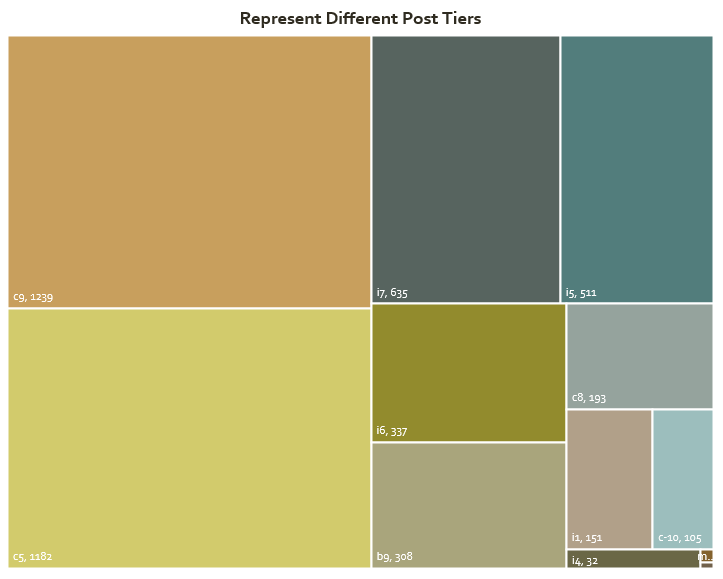 Represent Different Post Tiers
c9, 1239
i7, 635
i5, 511
c5, 1182
i6, 337
b9, 308
c8, 193
i1, 151
c-10, 105
i4, 32
m..